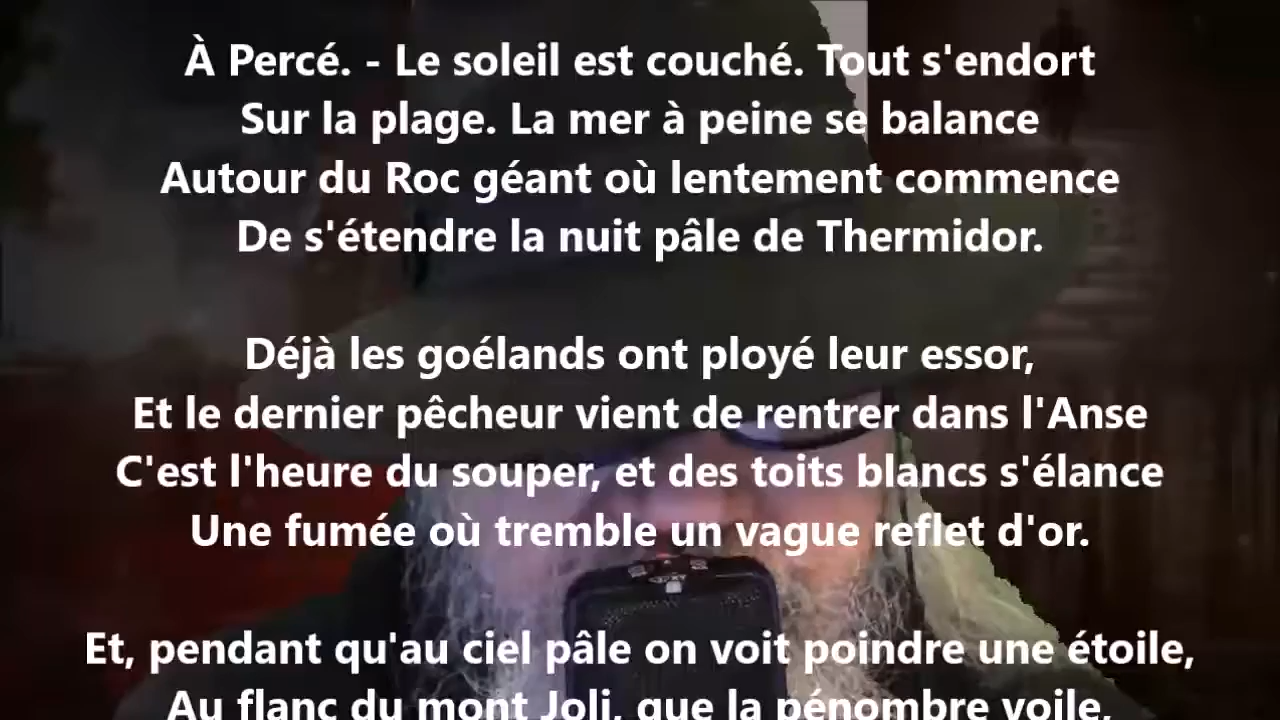 À Percé. - Le soleil est couché. Tout s'endort
Sur la plage. La mer à peine se balance
Autour du Roc géant où lentement commence
De s'étendre la nuit pâle de Thermidor.
Déjà les goélands ont ployé leur essor,
Et le dernier pêcheur vient de rentrer dans l'Anse
C'est l'heure du souper, et des toits blancs s'élance
Une fumée où tremble un vague reflet d'or.
Et, pendant qu'au ciel pâle on voit poindre une étoile,
Au flanc du mont Joli, que la pénombre voile,